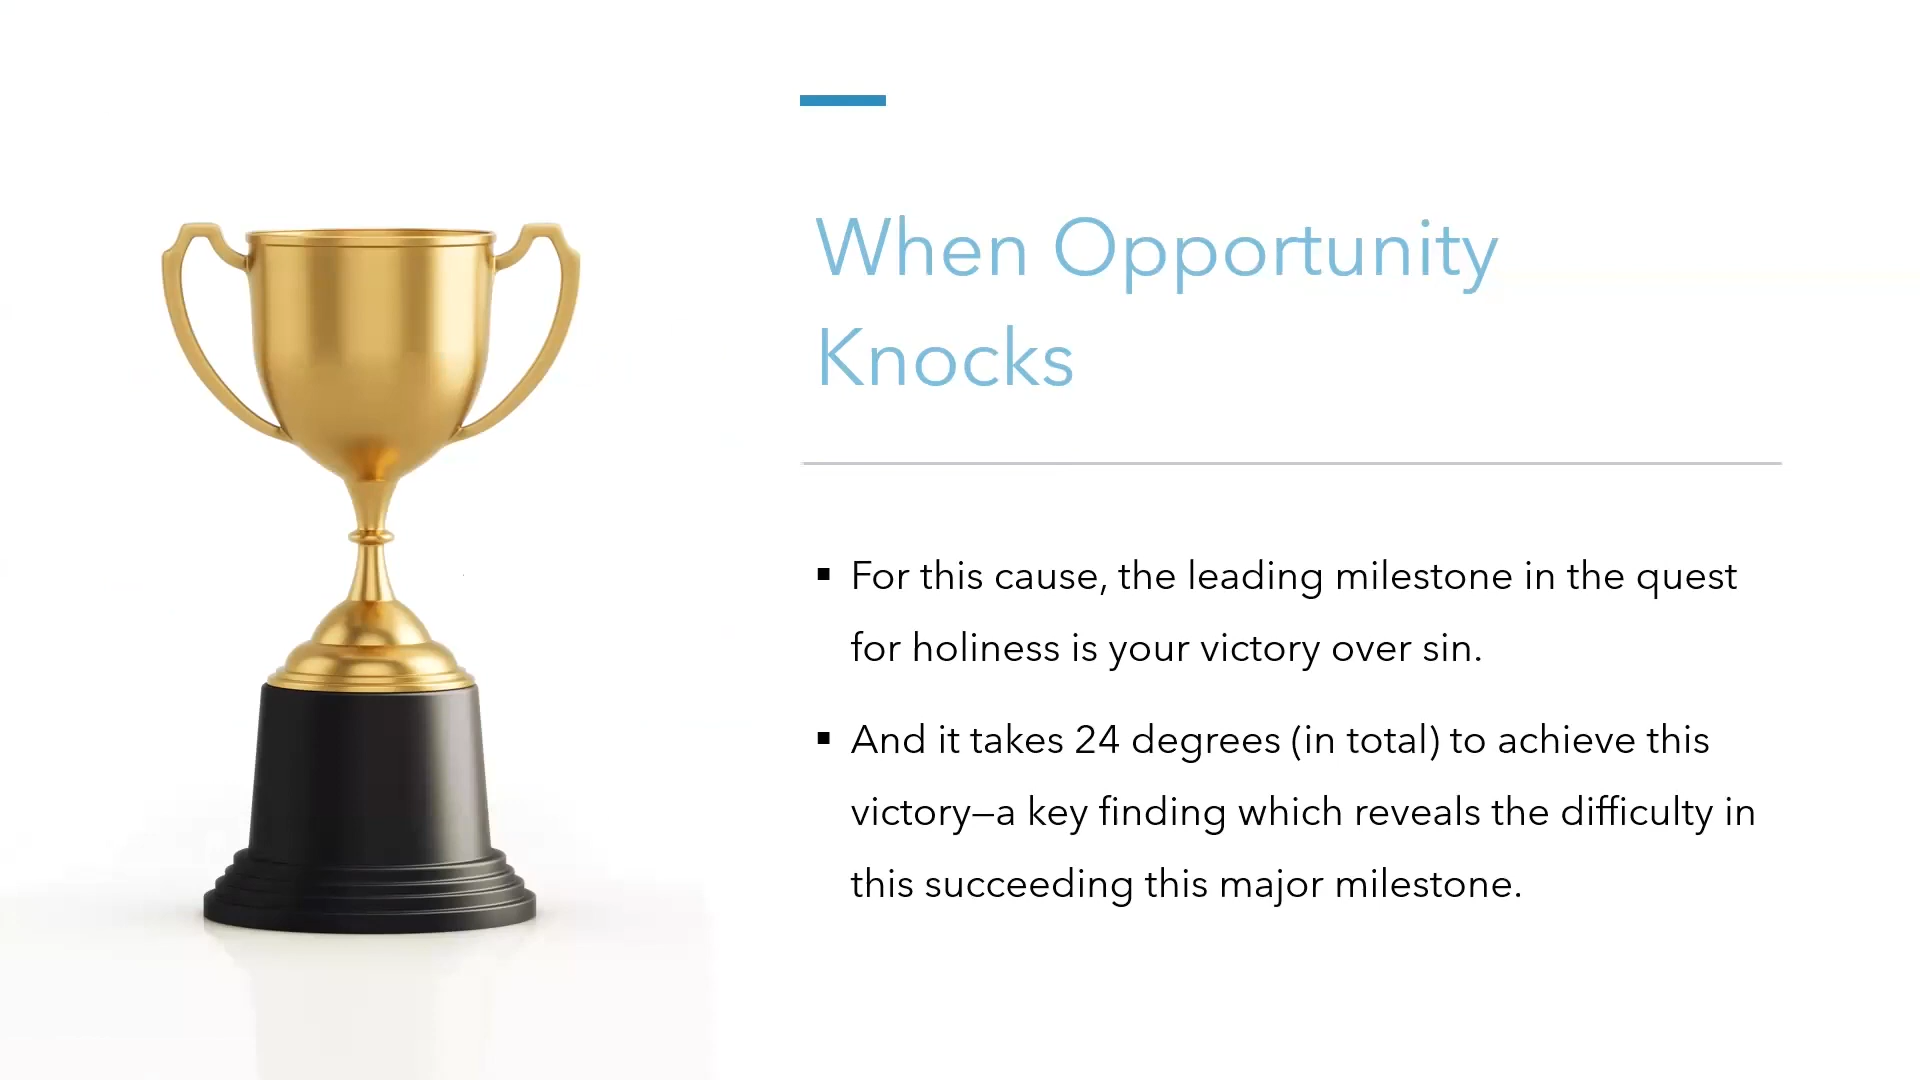 When Opportunity
Knocks
▪ For this cause, the leading milestone in the quest
for holiness is your victory over sin.
▪ And it takes 24 degrees (in total) to achieve this
victory—a key finding which reveals the difficulty in
this succeeding this major milestone.